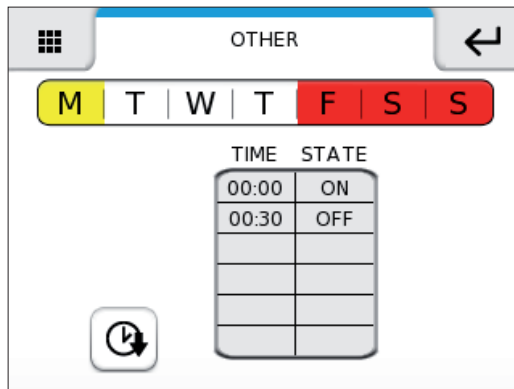 OTHER
M T W T F S S
TIME STATE
00:00 ON
00:30 OFF